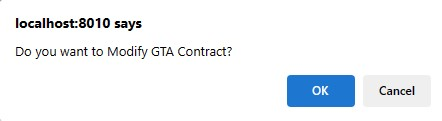 localhost:8010 says
Do you want to Modify GTA Contract?
OK
Cancel